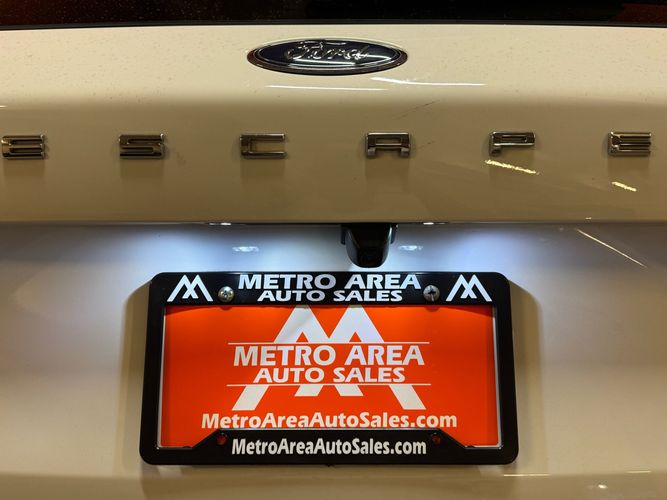 Ford
ESCAPE
METRO AREA
AUTO SALES
METRO AREA
AUTO SALES
MetroAreaAutoSales.com
MetroAreaAutoSales.com